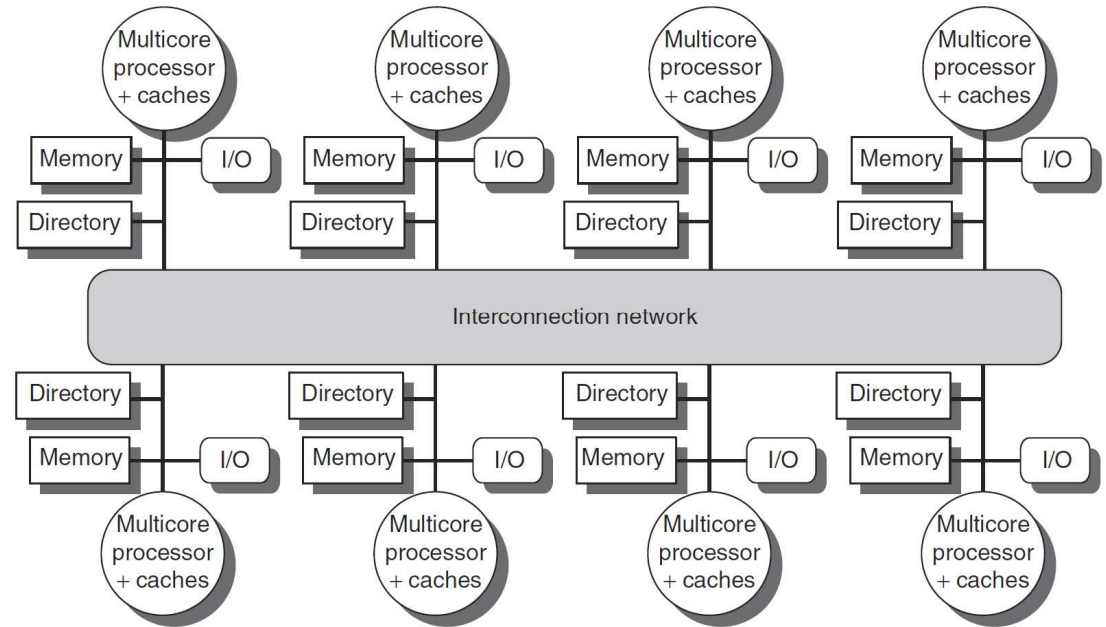 Multicore
processor
+ caches
Multicore
processor
+ caches
Multicore
processor
+ caches
Multicore
processor
+ caches
Memory
I/O
Memory
I/O
Memory
I/O
Memory
I/O
Directory
Directory
Directory
Directory
Interconnection network
Directory
Directory
Directory
Directory
Memory
I/O
Memory
I/O
Memory
I/O
Memory
I/O
Multicore
processor
+ caches
Multicore
processor
+ caches
Multicore
processor
+ caches
Multicore
processor
+ caches